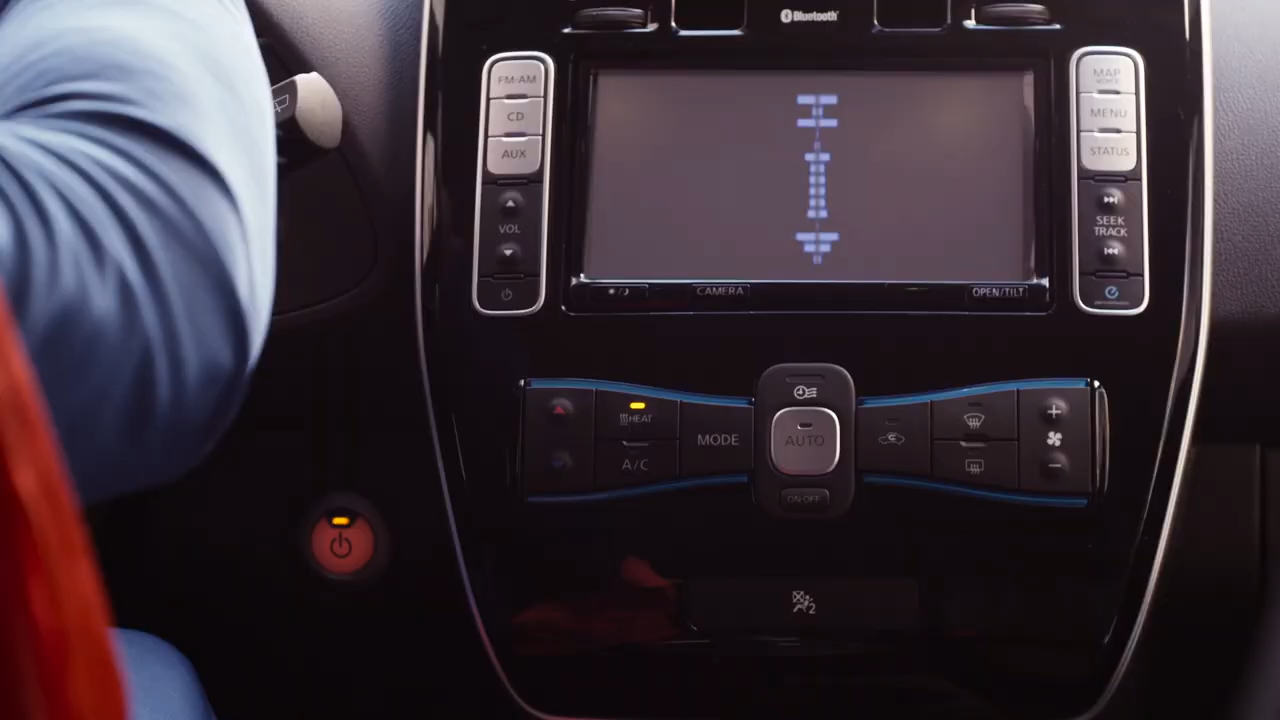 Bluetooth
FM·AM
CD
AUX
VOL
MAP
MENU
STATUS
SEEK
TRACK
CAMERA
OPEN/TILT
HEAT
A/C
MODE
AUTO
ON·OFF
2